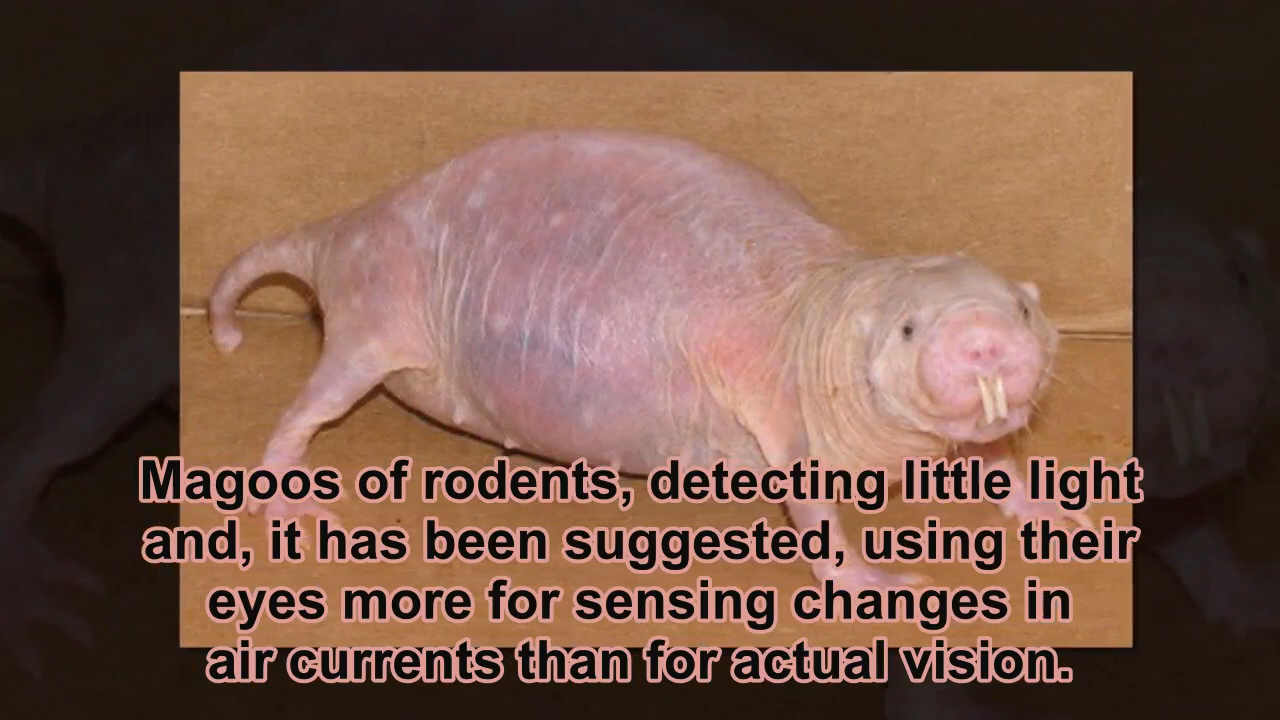 Magoos of rodents, detecting little light
and, it has been suggested, using their
eyes more for sensing changes in
air currents than for actual vision.